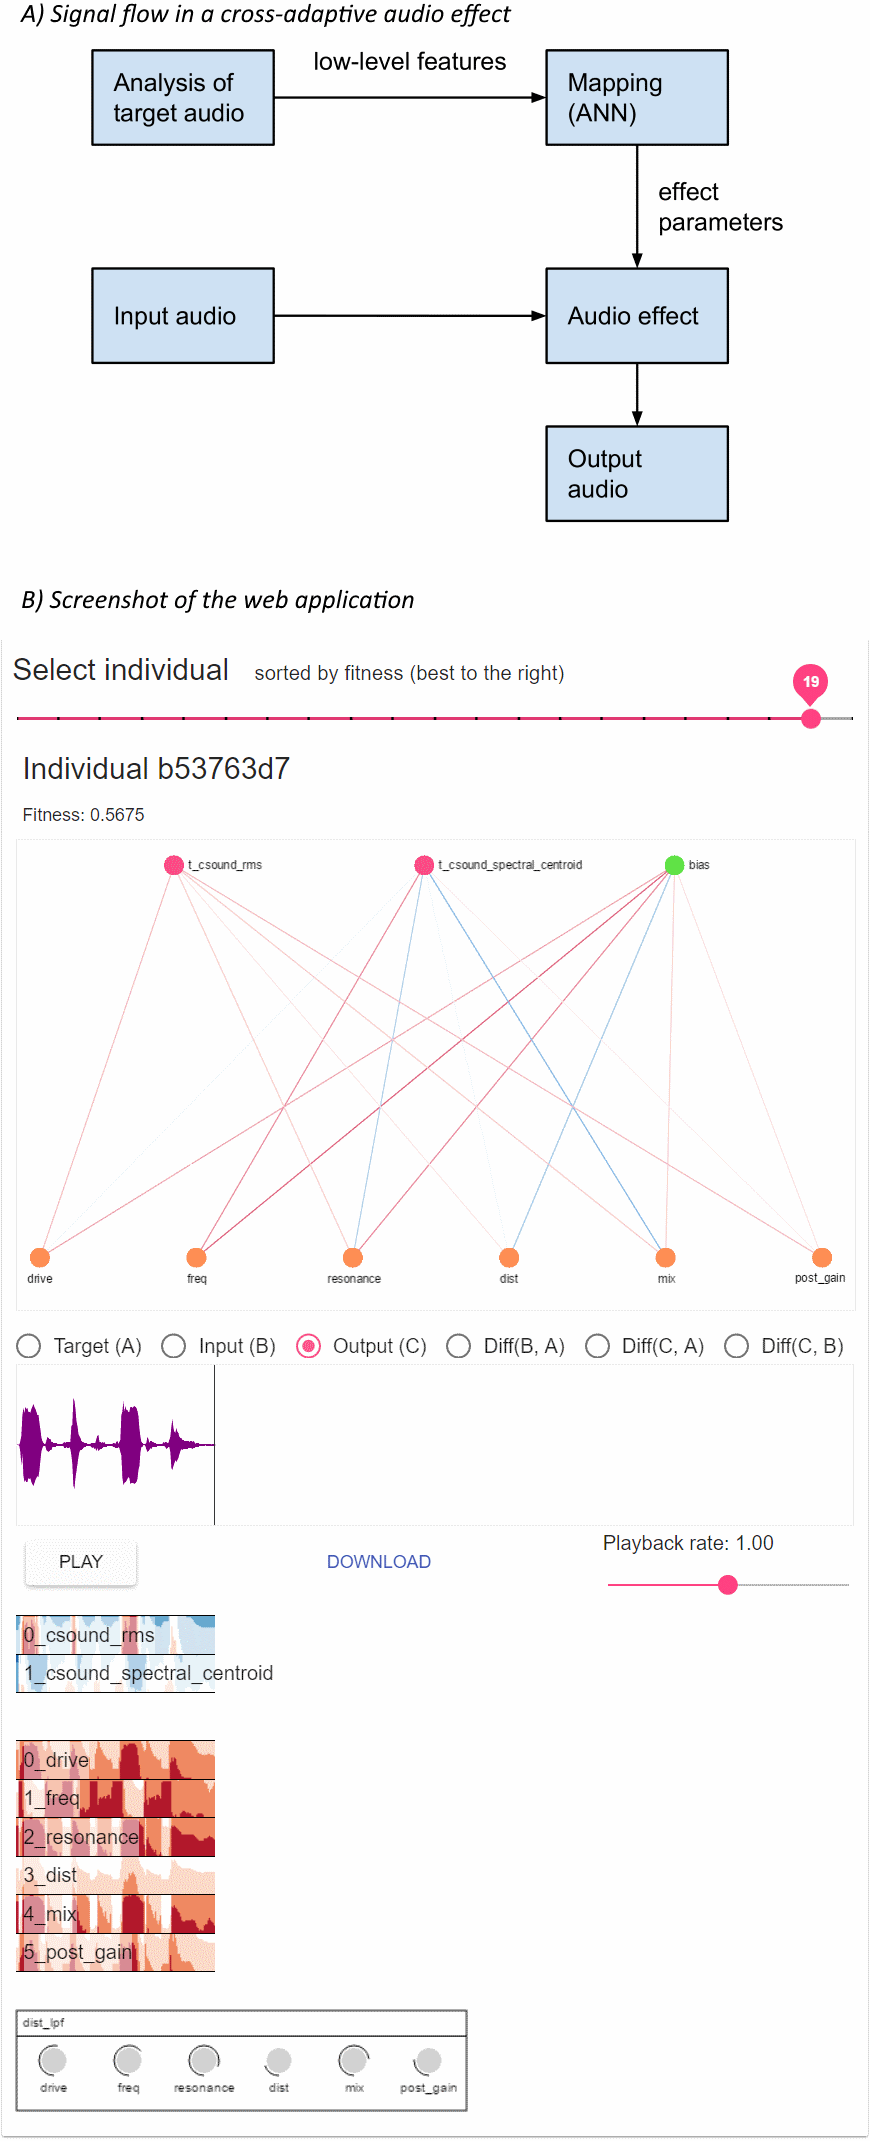 A) Signal flow in a cross-adaptive audio effect
Analysis of
target audio
low-level features
Mapping
(ANN)
effect
parameters
Input audio
Audio effect
Output
audio
B) Screenshot of the web application
Select individual sorted by fitness (best to the right)
19
Individual b53763d7
Fitness: 0.5675
t_csound_rms t_csound_spectral_centroid bias
drive freq resonance dist mix post_gain
Target (A) Input (B) Output (C) Diff(B, A) Diff(C, A) Diff(C, B)
Playback rate: 1.00
PLAY DOWNLOAD
0_csound_rms
1_csound_spectral_centroid
0_drive
1_freq
2_resonance
3_dist
4_mix
5_post_gain
dist_lpf
drive freq resonance dist mix post_gain